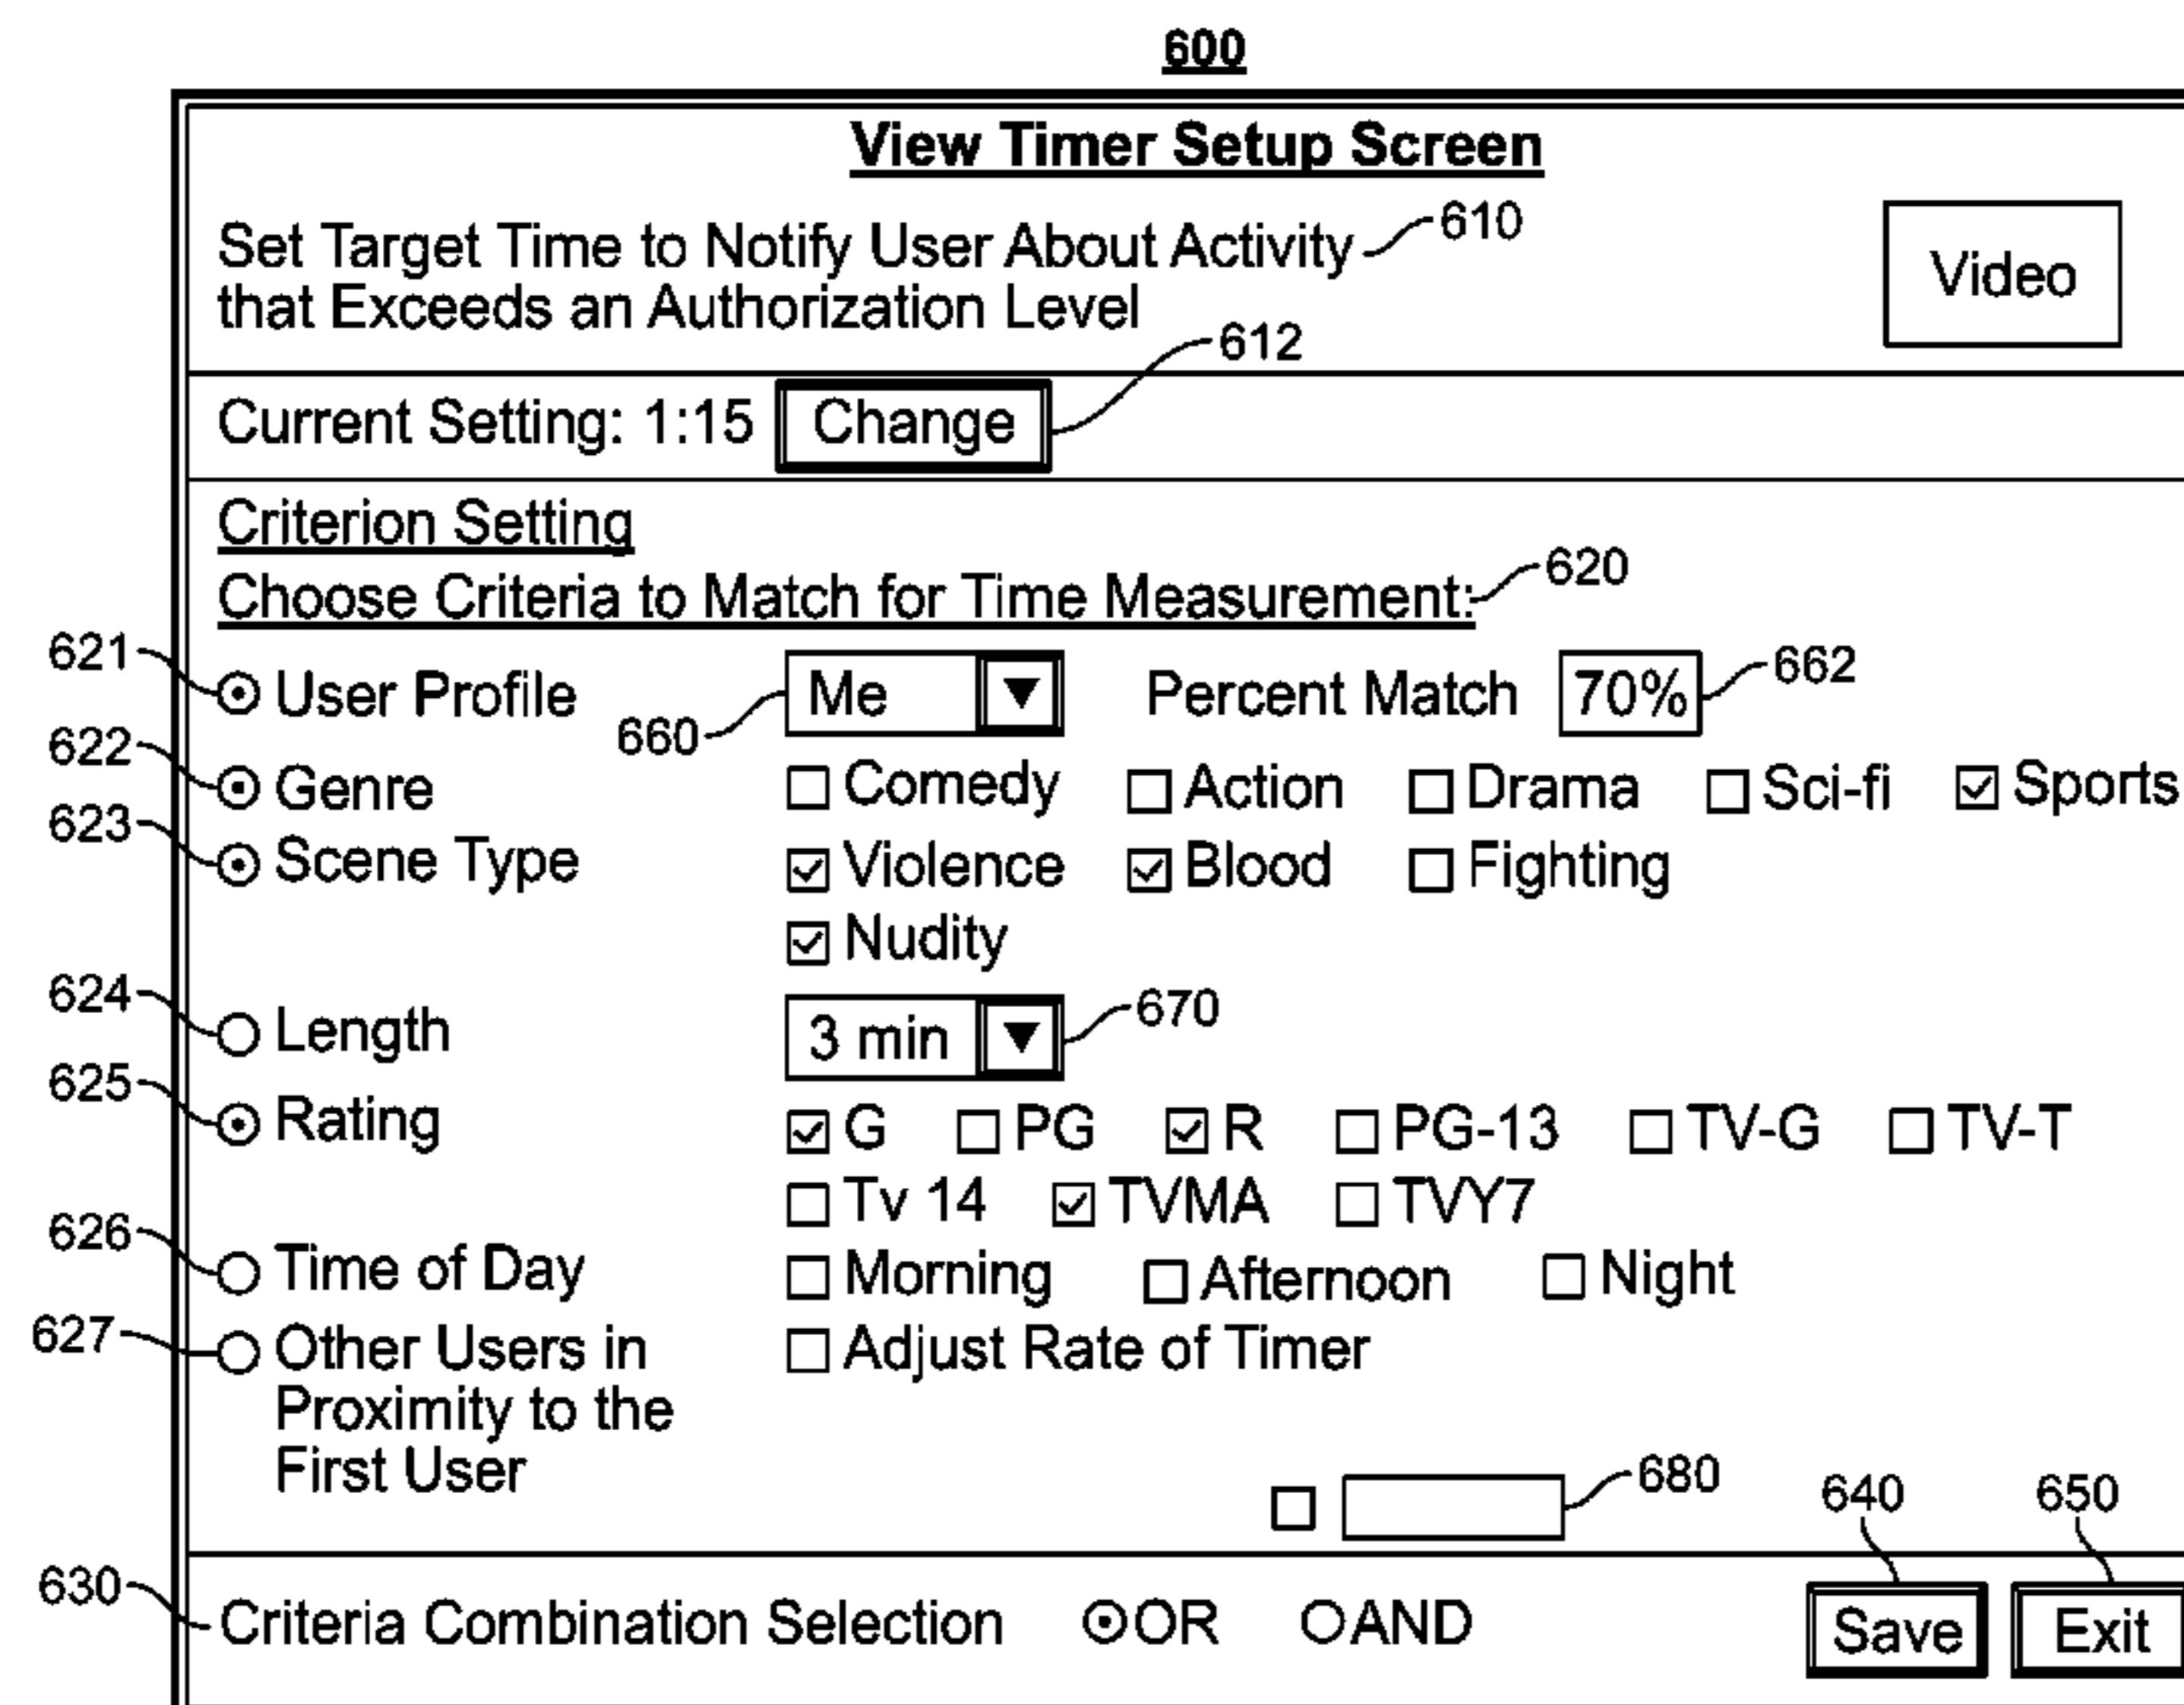 600
View Timer Setup Screen
Set Target Time to Notify User About Activity 610
that Exceeds an Authorization Level
Video
612
Current Setting: 1:15 Change
Criterion Setting
Choose Criteria to Match for Time Measurement: 620
621 User Profile 660 Me Percent Match 70% 662
622 Genre Comedy Action Drama Sci-fi Sports
623 Scene Type Violence Blood Fighting
Nudity
624 Length 3 min 670
625 Rating G PG R PG-13 TV-G TV-T
Tv 14 TVMA TVY7
626 Time of Day Morning Afternoon Night
627 Other Users in Adjust Rate of Timer
Proximity to the
First User
680 640 650
630 Criteria Combination Selection OR AND Save Exit